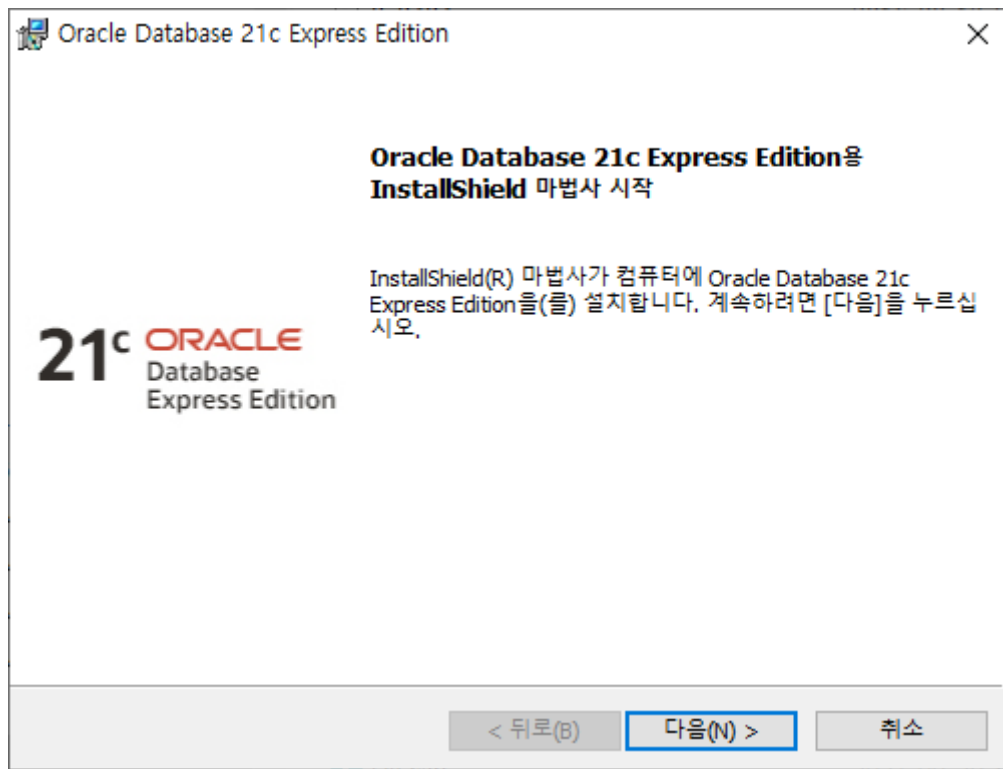 Oracle Database 21c Express Edition
Oracle Database 21c Express Edition용
InstallShield 마법사 시작
InstallShield(R) 마법사가 컴퓨터에 Oracle Database 21c
Express Edition을(를) 설치합니다. 계속하려면 [다음]을 누르십
시오.
21c ORACLE
Database
Express Edition
< 뒤로(B)
다음(N) >
취소